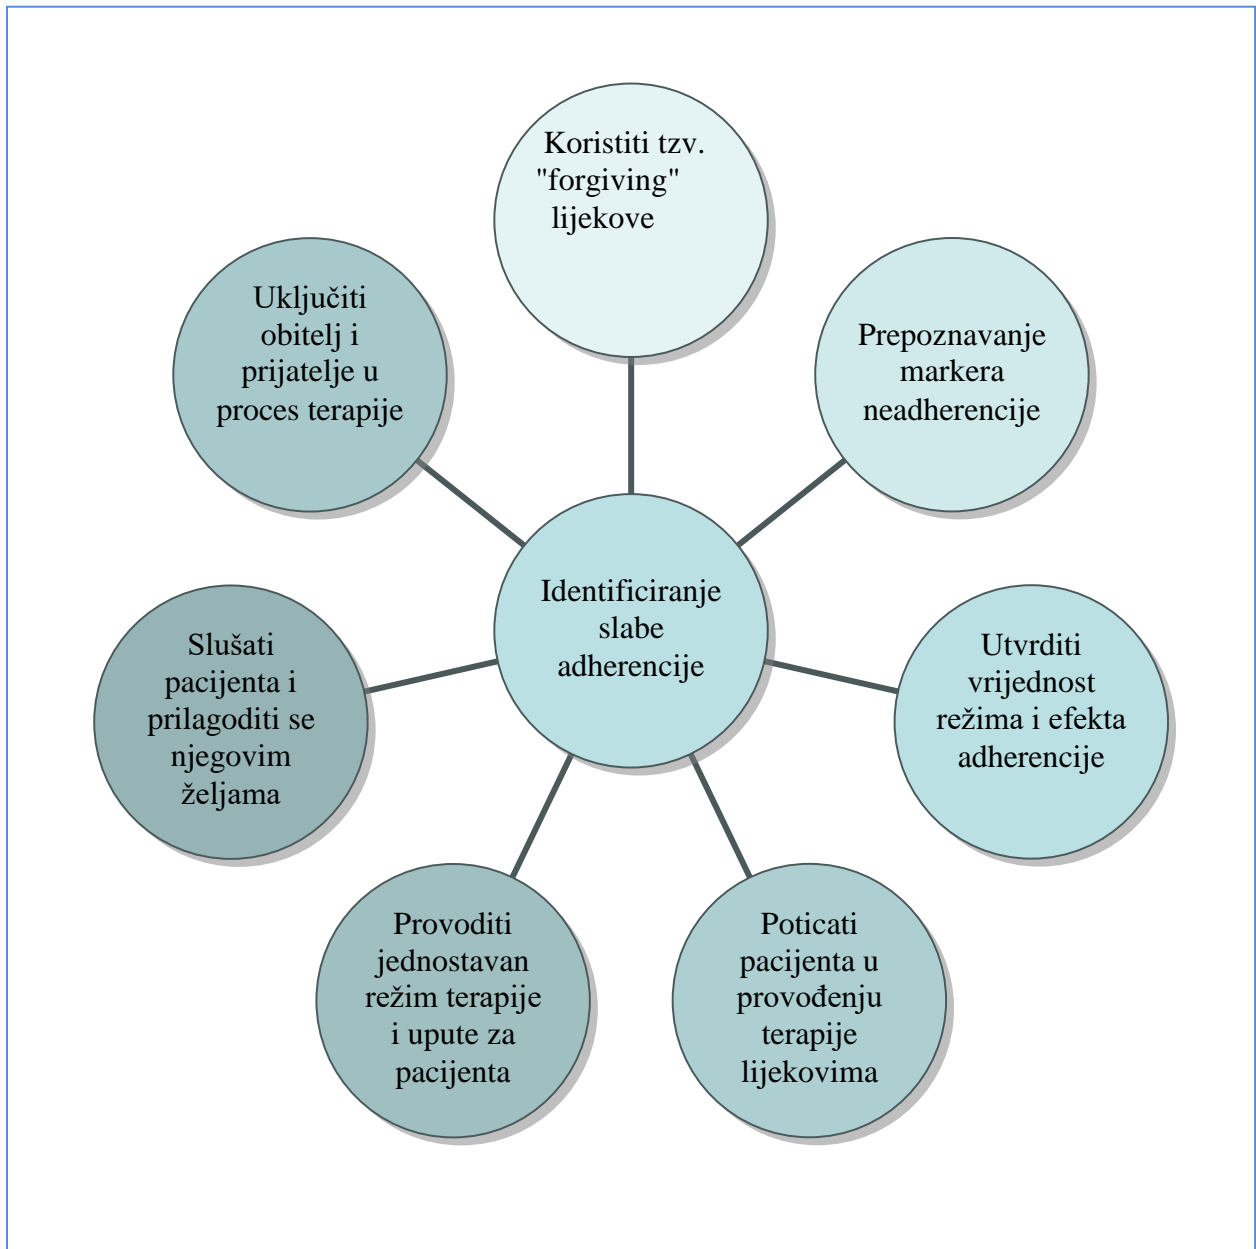 Koristiti tzv.
"forgiving"
lijekove
Prepoznavanje
markera
neadherencije
Utvrditi
vrijednost
režima i efekta
adherencije
Poticati
pacijenta u
provođenju
terapije
lijekovima
Provoditi
jednostavan
režim terapije
i upute za
pacijenta
Slušati
pacijenta i
prilagoditi se
njegovim
željama
Uključiti
obitelj i
prijatelje u
proces terapije
Identificiranje
slabe
adherencije